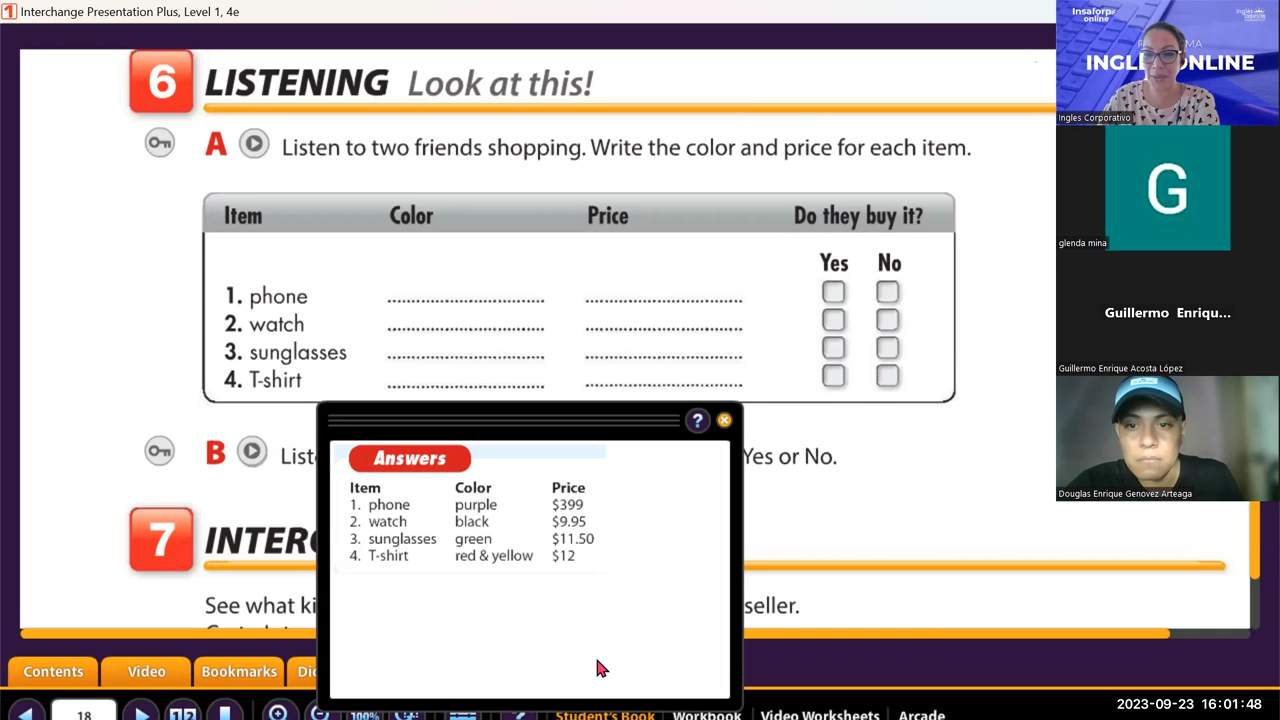 Interchange Presentation Plus, Level 1, 4e
6 LISTENING Look at this!
A Listen to two friends shopping. Write the color and price for each item.
Item Color Price Do they buy it?
Yes No
1. phone
2. watch
3. sunglasses
4. T-shirt
B List Yes or No.
Answers
Item Color Price
1. phone purple $399
2. watch black $9.95
3. sunglasses green $11.50
4. T-shirt red & yellow $12
7 INTER
See what ki seller.
Contents Video Bookmarks Di
18 100% ?
Student's Book Workbook Video Worksheets Arcade
Insaforp online
INGL ONLINE
Ingles Corporativo
G
glenda mina
Guillermo Enriqu...
Guillermo Enrique Acosta López
Douglas Enrique Genovez Arteaga
2023-09-23 16:01:48